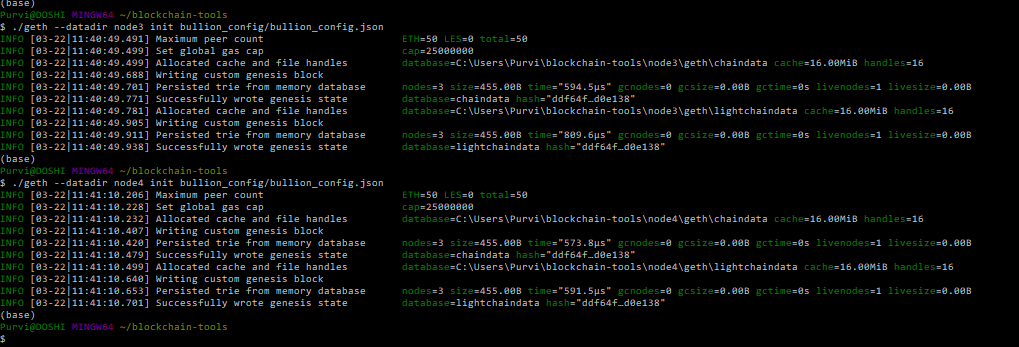 (base)
Purvi@DOSHI MINGW64 ~/blockchain-tools
$ ./geth --datadir node3 init bullion_config/bullion_config.json
INFO [03-22|11:40:49.491] Maximum peer count ETH=50 LES=0 total=50
INFO [03-22|11:40:49.499] Set global gas cap cap=25000000
INFO [03-22|11:40:49.499] Allocated cache and file handles database=C:\Users\Purvi\blockchain-tools\node3\geth\chaindata cache=16.00MiB handles=16
INFO [03-22|11:40:49.688] Writing custom genesis block
INFO [03-22|11:40:49.701] Persisted trie from memory database nodes=3 size=455.00B time="594.5µs" gcnodes=0 gcsize=0.00B gctime=0s livenodes=1 livesize=0.00B
INFO [03-22|11:40:49.771] Successfully wrote genesis state database=chaindata hash="ddf64f…d0e138"
INFO [03-22|11:40:49.781] Allocated cache and file handles database=C:\Users\Purvi\blockchain-tools\node3\geth\lightchaindata cache=16.00MiB handles=16
INFO [03-22|11:40:49.905] Writing custom genesis block
INFO [03-22|11:40:49.911] Persisted trie from memory database nodes=3 size=455.00B time="809.6µs" gcnodes=0 gcsize=0.00B gctime=0s livenodes=1 livesize=0.00B
INFO [03-22|11:40:49.938] Successfully wrote genesis state database=lightchaindata hash="ddf64f…d0e138"
(base)
Purvi@DOSHI MINGW64 ~/blockchain-tools
$ ./geth --datadir node4 init bullion_config/bullion_config.json
INFO [03-22|11:41:10.206] Maximum peer count ETH=50 LES=0 total=50
INFO [03-22|11:41:10.228] Set global gas cap cap=25000000
INFO [03-22|11:41:10.232] Allocated cache and file handles database=C:\Users\Purvi\blockchain-tools\node4\geth\chaindata cache=16.00MiB handles=16
INFO [03-22|11:41:10.407] Writing custom genesis block
INFO [03-22|11:41:10.420] Persisted trie from memory database nodes=3 size=455.00B time="573.8µs" gcnodes=0 gcsize=0.00B gctime=0s livenodes=1 livesize=0.00B
INFO [03-22|11:41:10.479] Successfully wrote genesis state database=chaindata hash="ddf64f…d0e138"
INFO [03-22|11:41:10.499] Allocated cache and file handles database=C:\Users\Purvi\blockchain-tools\node4\geth\lightchaindata cache=16.00MiB handles=16
INFO [03-22|11:41:10.640] Writing custom genesis block
INFO [03-22|11:41:10.653] Persisted trie from memory database nodes=3 size=455.00B time="591.5µs" gcnodes=0 gcsize=0.00B gctime=0s livenodes=1 livesize=0.00B
INFO [03-22|11:41:10.701] Successfully wrote genesis state database=lightchaindata hash="ddf64f…d0e138"
(base)
Purvi@DOSHI MINGW64 ~/blockchain-tools
$